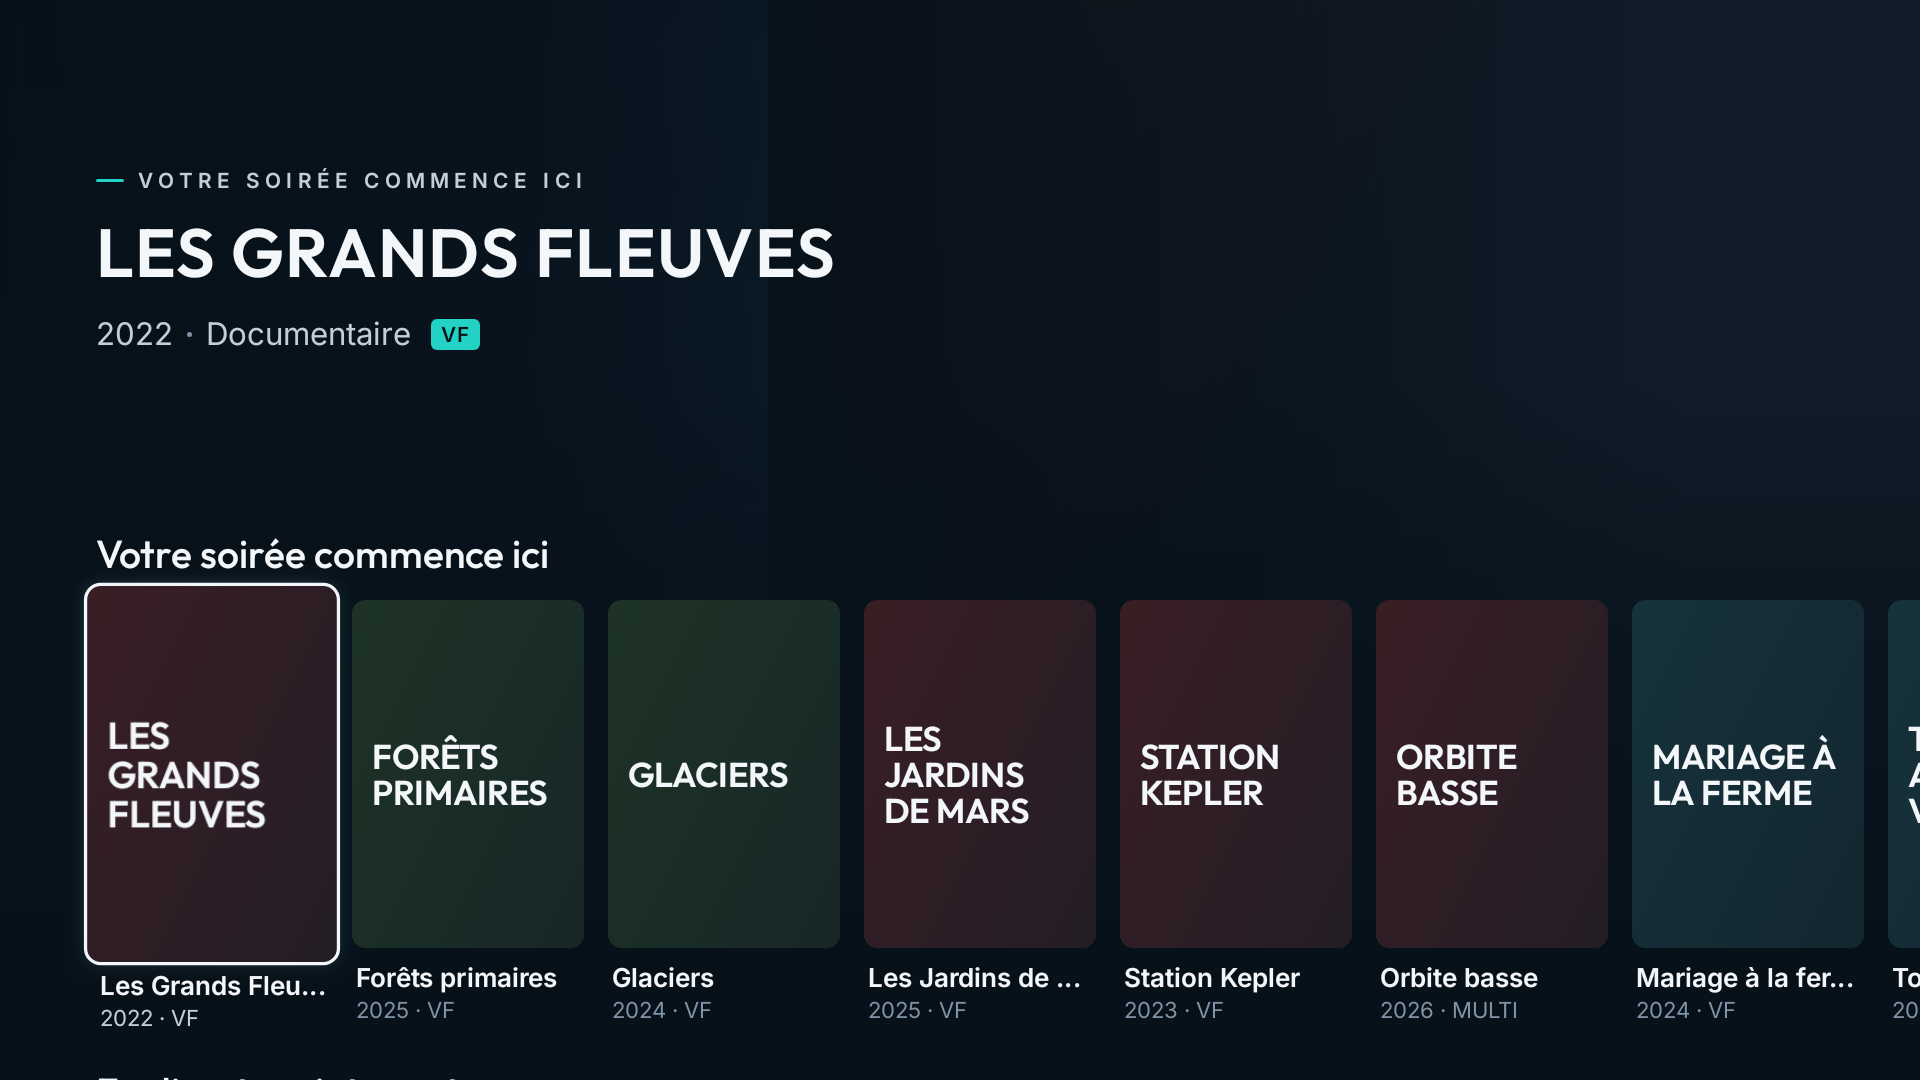 VOTRE SOIRÉE COMMENCE ICI
LES GRANDS FLEUVES
2022 · Documentaire VF
Votre soirée commence ici
LES
GRANDS
FLEUVES
FORÊTS
PRIMAIRES
GLACIERS
LES
JARDINS
DE MARS
STATION
KEPLER
ORBITE
BASSE
MARIAGE À
LA FERME
Les Grands Fleu...
2022 · VF
Forêts primaires
2025 · VF
Glaciers
2024 · VF
Les Jardins de ...
2025 · VF
Station Kepler
2023 · VF
Orbite basse
2026 · MULTI
Mariage à la fer...
2024 · VF